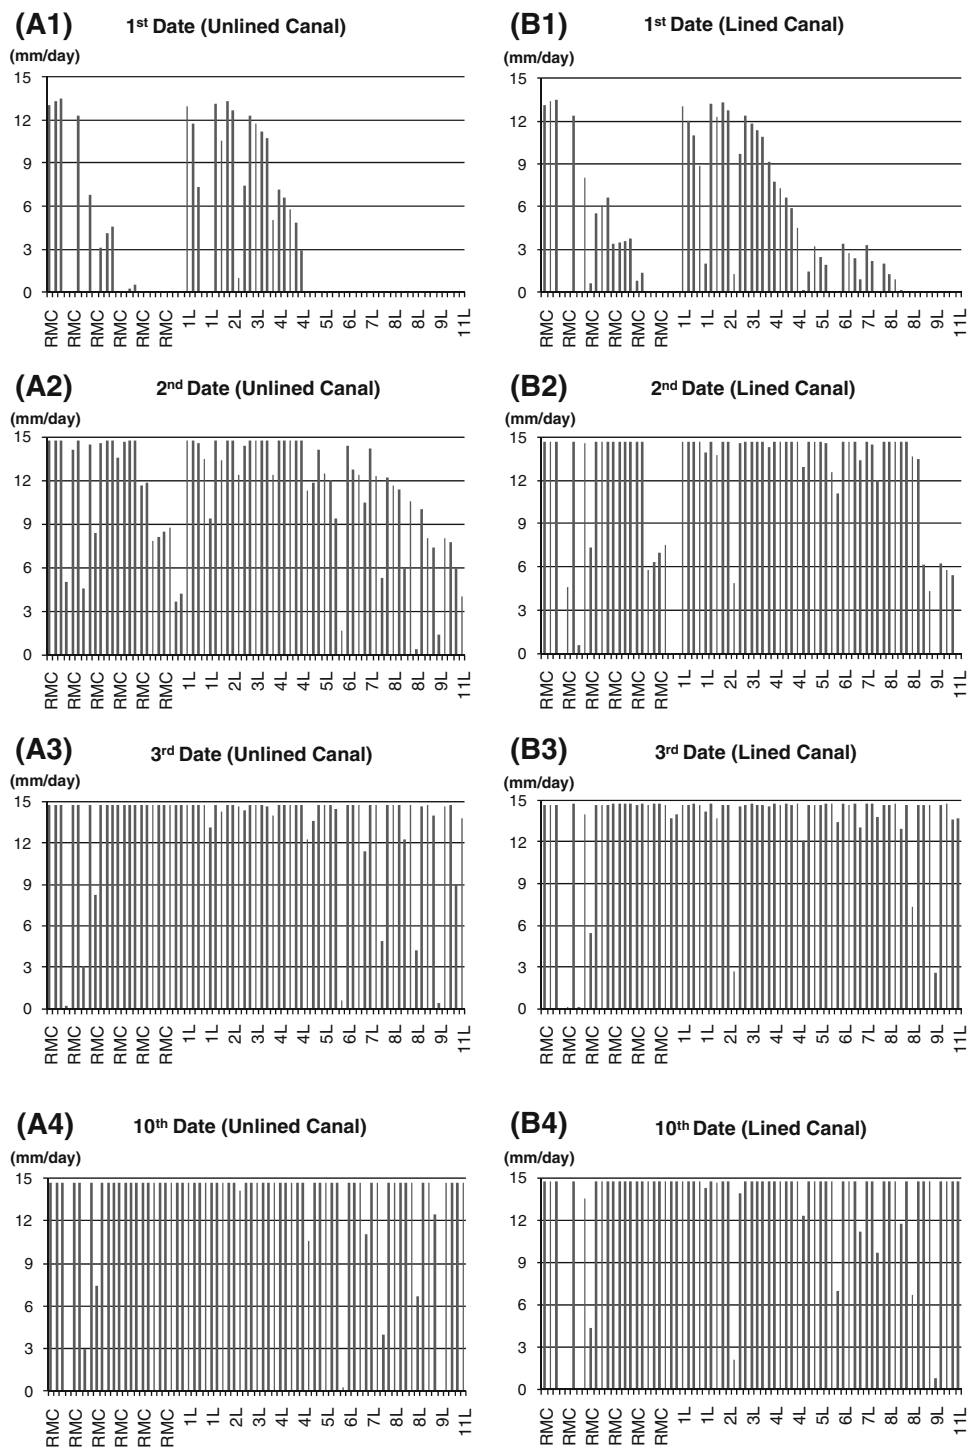 (A1) 1st Date (Unlined Canal)
(mm/day)
15
12
9
6
3
0
RMC RMC RMC RMC RMC RMC 1L 1L 2L 3L 4L 4L 5L 6L 7L 8L 8L 9L 11L
(B1) 1st Date (Lined Canal)
(mm/day)
15
12
9
6
3
0
RMC RMC RMC RMC RMC RMC 1L 1L 2L 3L 4L 4L 5L 6L 7L 8L 8L 9L 11L
(A2) 2nd Date (Unlined Canal)
(mm/day)
15
12
9
6
3
0
RMC RMC RMC RMC RMC RMC 1L 1L 2L 3L 4L 4L 5L 6L 7L 8L 8L 9L 11L
(B2) 2nd Date (Lined Canal)
(mm/day)
15
12
9
6
3
0
RMC RMC RMC RMC RMC RMC 1L 1L 2L 3L 4L 4L 5L 6L 7L 8L 8L 9L 11L
(A3) 3rd Date (Unlined Canal)
(mm/day)
15
12
9
6
3
0
RMC RMC RMC RMC RMC RMC 1L 1L 2L 3L 4L 4L 5L 6L 7L 8L 8L 9L 11L
(B3) 3rd Date (Lined Canal)
(mm/day)
15
12
9
6
3
0
RMC RMC RMC RMC RMC RMC 1L 1L 2L 3L 4L 4L 5L 6L 7L 8L 8L 9L 11L
(A4) 10th Date (Unlined Canal)
(mm/day)
15
12
9
6
3
0
RMC RMC RMC RMC RMC RMC 1L 1L 2L 3L 4L 4L 5L 6L 7L 8L 8L 9L 11L
(B4) 10th Date (Lined Canal)
(mm/day)
15
12
9
6
3
0
RMC RMC RMC RMC RMC RMC 1L 1L 2L 3L 4L 4L 5L 6L 7L 8L 8L 9L 11L